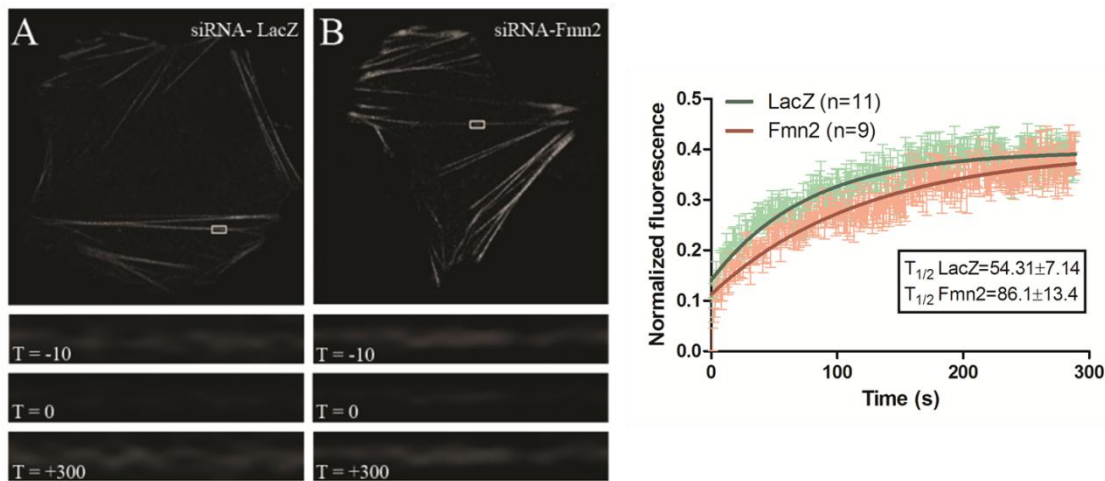 A
siRNA- LacZ
B
siRNA-Fmn2
T = -10
T = -10
T = 0
T = 0
T = +300
T = +300
Normalized fluorescence
0.5
0.4
0.3
0.2
0.1
0.0
LacZ (n=11)
Fmn2 (n=9)
T1/2 LacZ=54.31±7.14
T1/2 Fmn2=86.1±13.4
0
100
200
300
Time (s)